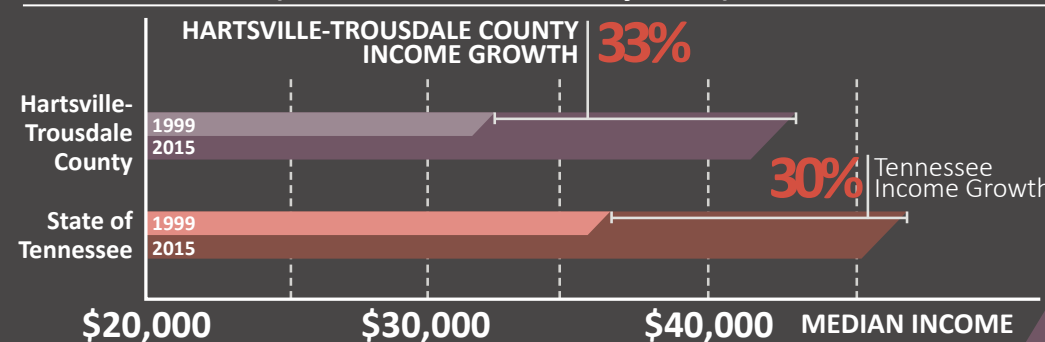 HARTSVILLE-TROUSDALE COUNTY
INCOME GROWTH
33%
Hartsville-
Trousdale
County
1999
2015
30%
Tennessee
Income Growth
State of
Tennessee
1999
2015
$20,000
$30,000
$40,000
MEDIAN INCOME